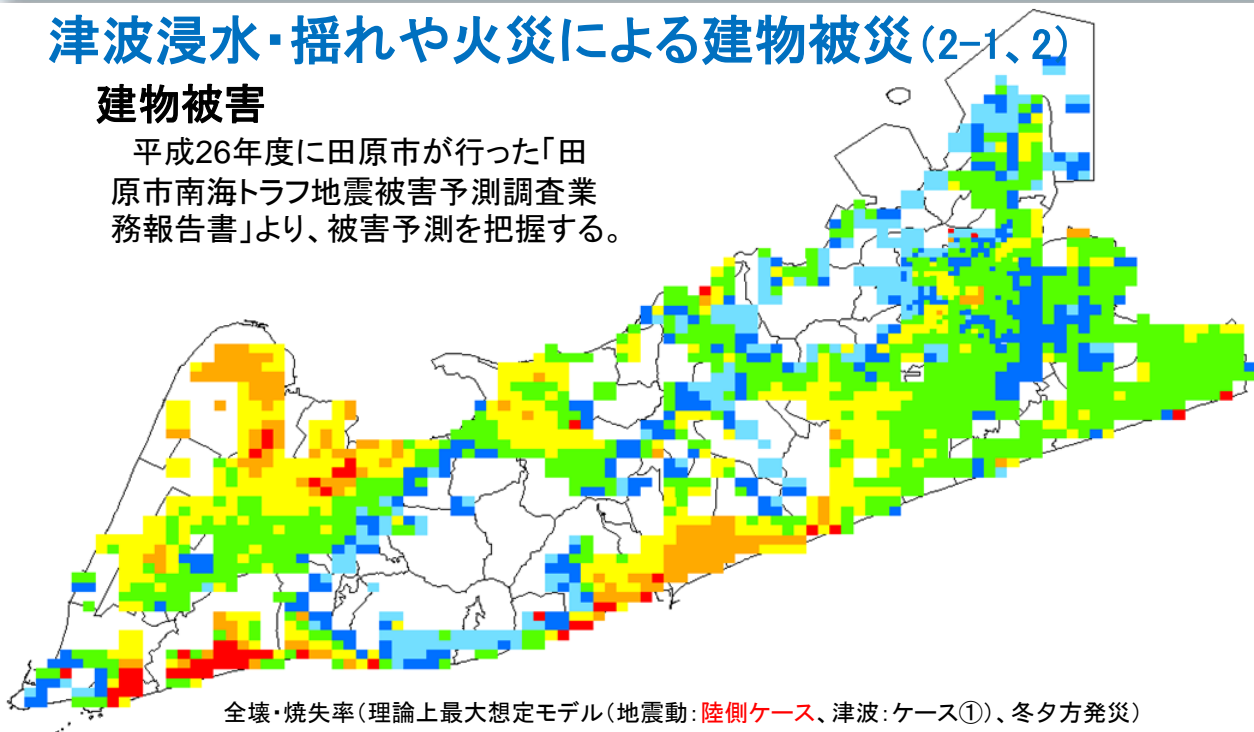 津波浸水・揺れや火災による建物被災(2-1、2)
建物被害
平成26年度に田原市が行った「田
原市南海トラフ地震被害予測調査業
務報告書」より、被害予測を把握する。
全壊・焼失率(理論上最大想定モデル(地震動:陸側ケース、津波:ケース①)、冬夕方発災)